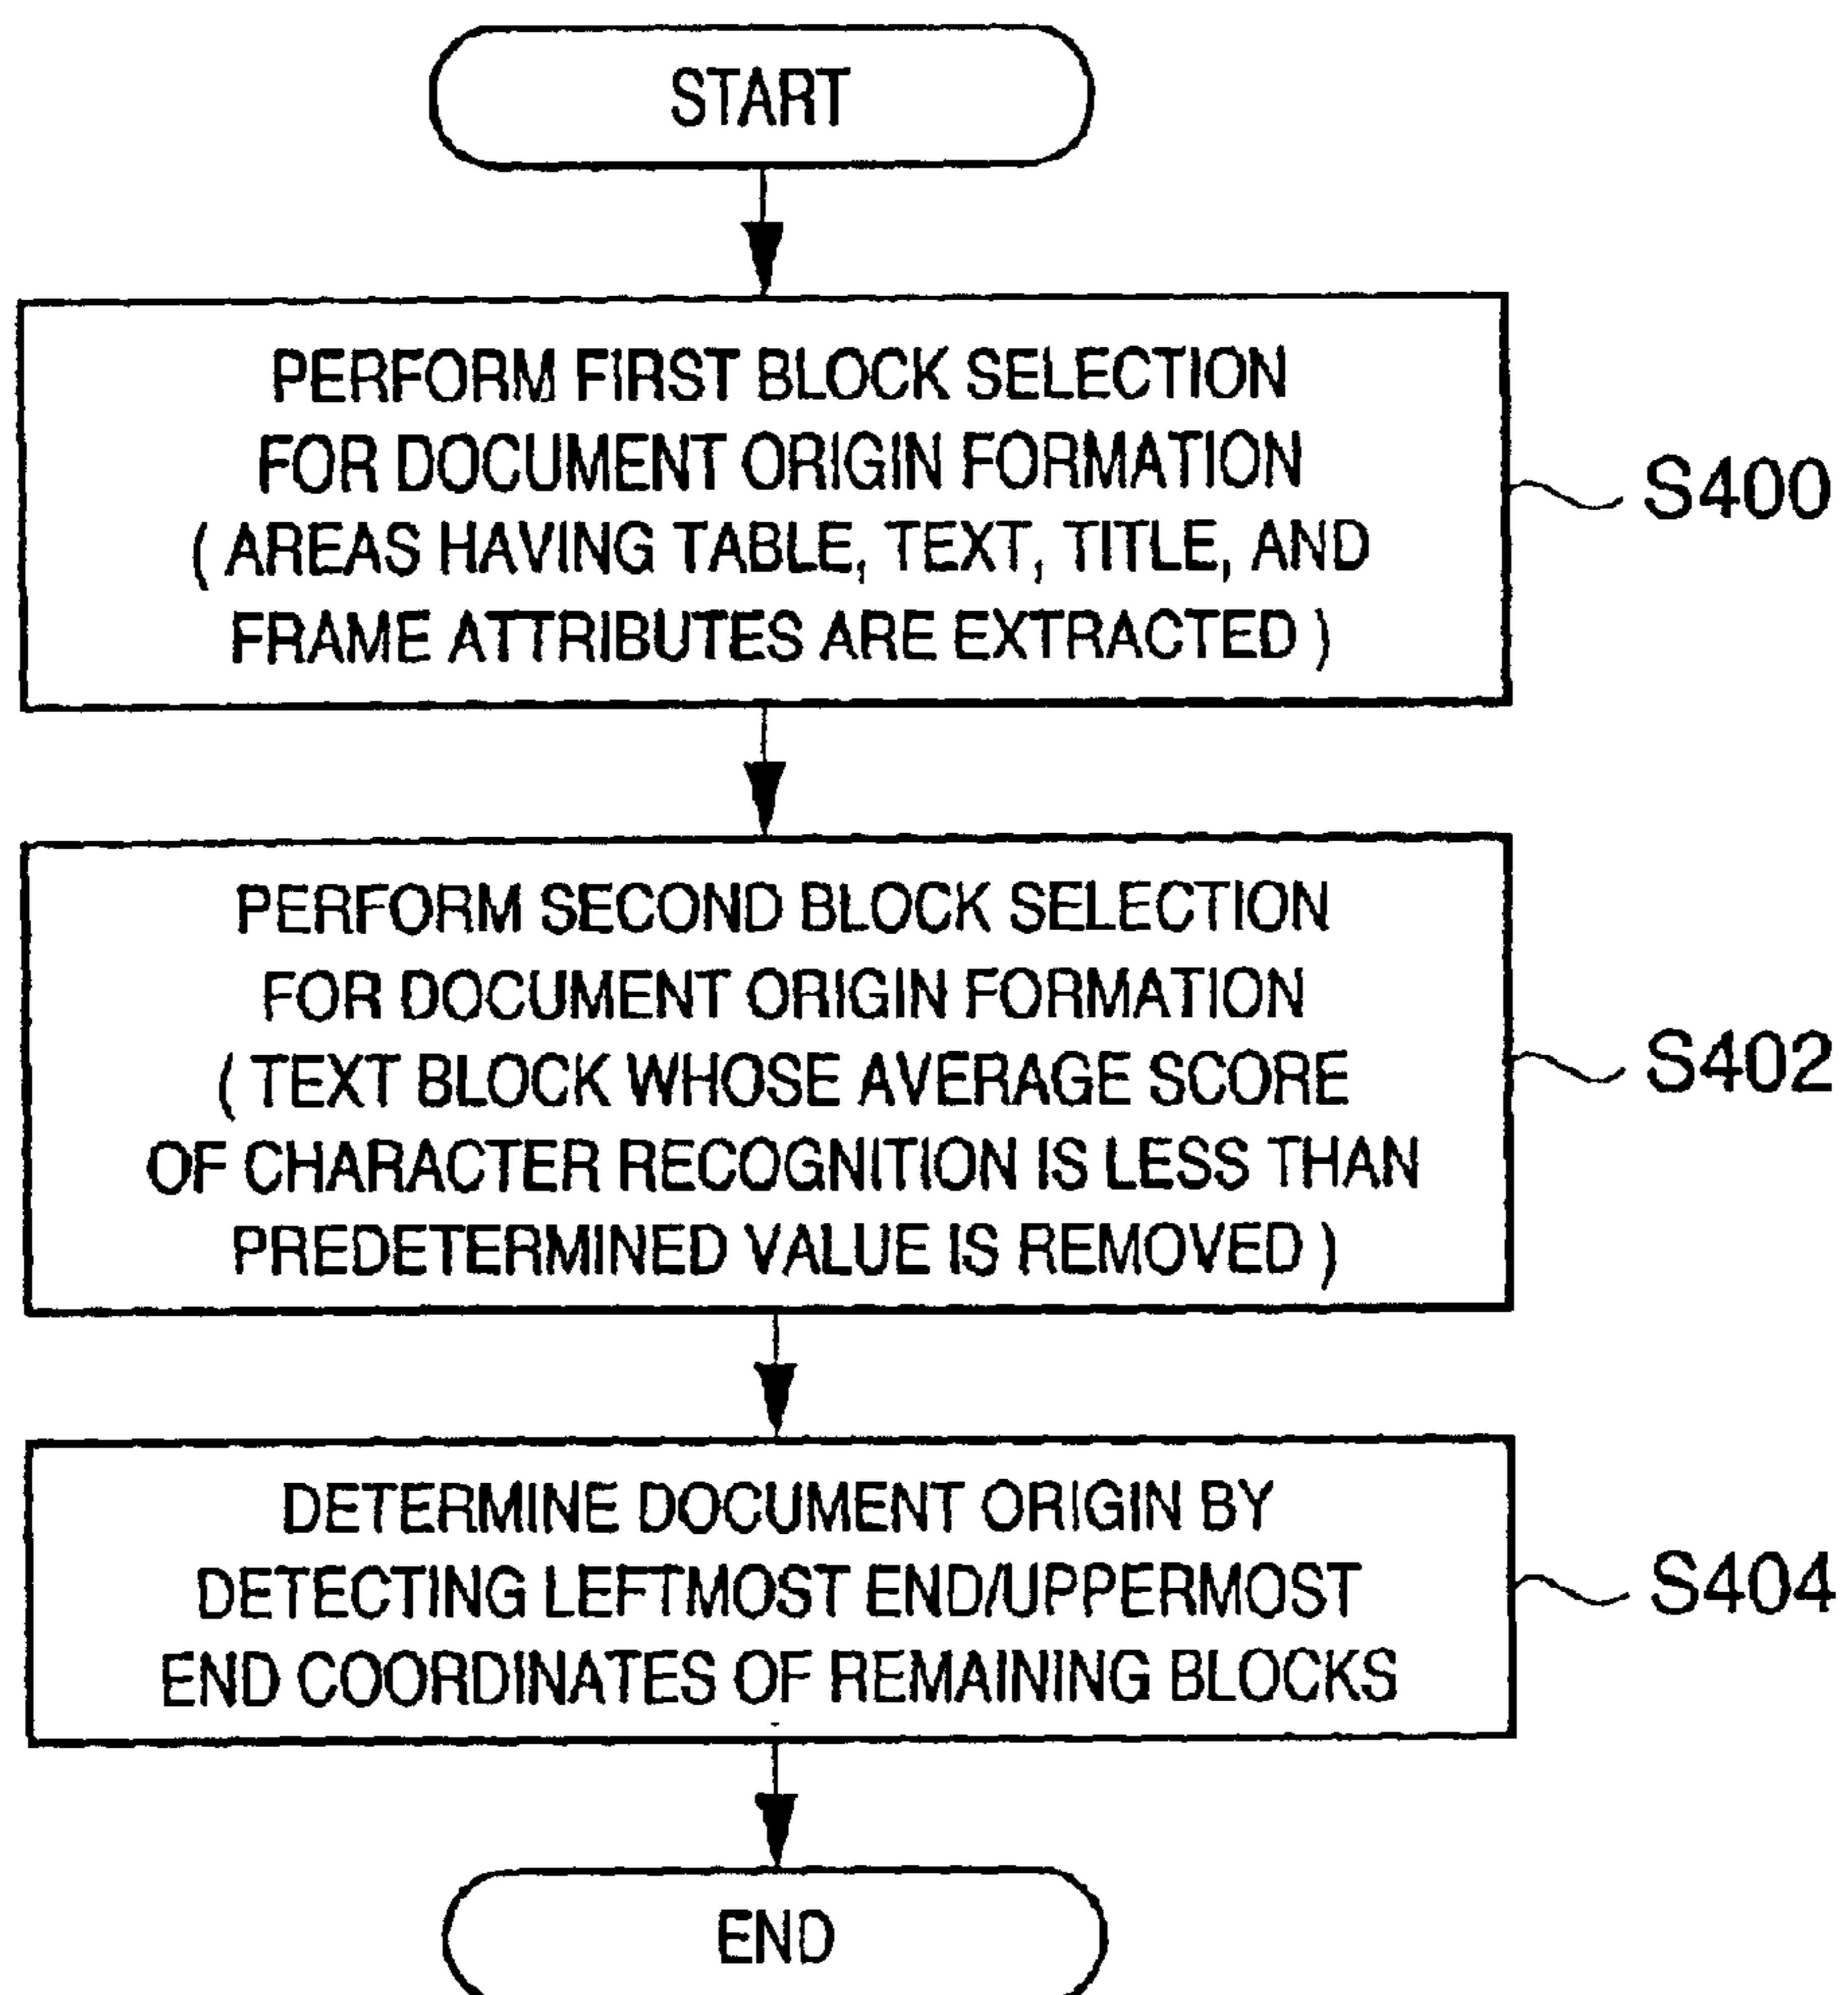 START
PERFORM FIRST BLOCK SELECTION
FOR DOCUMENT ORIGIN FORMATION
( AREAS HAVING TABLE, TEXT, TITLE, AND
FRAME ATTRIBUTES ARE EXTRACTED )
S400
PERFORM SECOND BLOCK SELECTION
FOR DOCUMENT ORIGIN FORMATION
( TEXT BLOCK WHOSE AVERAGE SCORE
OF CHARACTER RECOGNITION IS LESS THAN
PREDETERMINED VALUE IS REMOVED )
S402
DETERMINE DOCUMENT ORIGIN BY
DETECTING LEFTMOST END/UPPERMOST
END COORDINATES OF REMAINING BLOCKS
S404
END